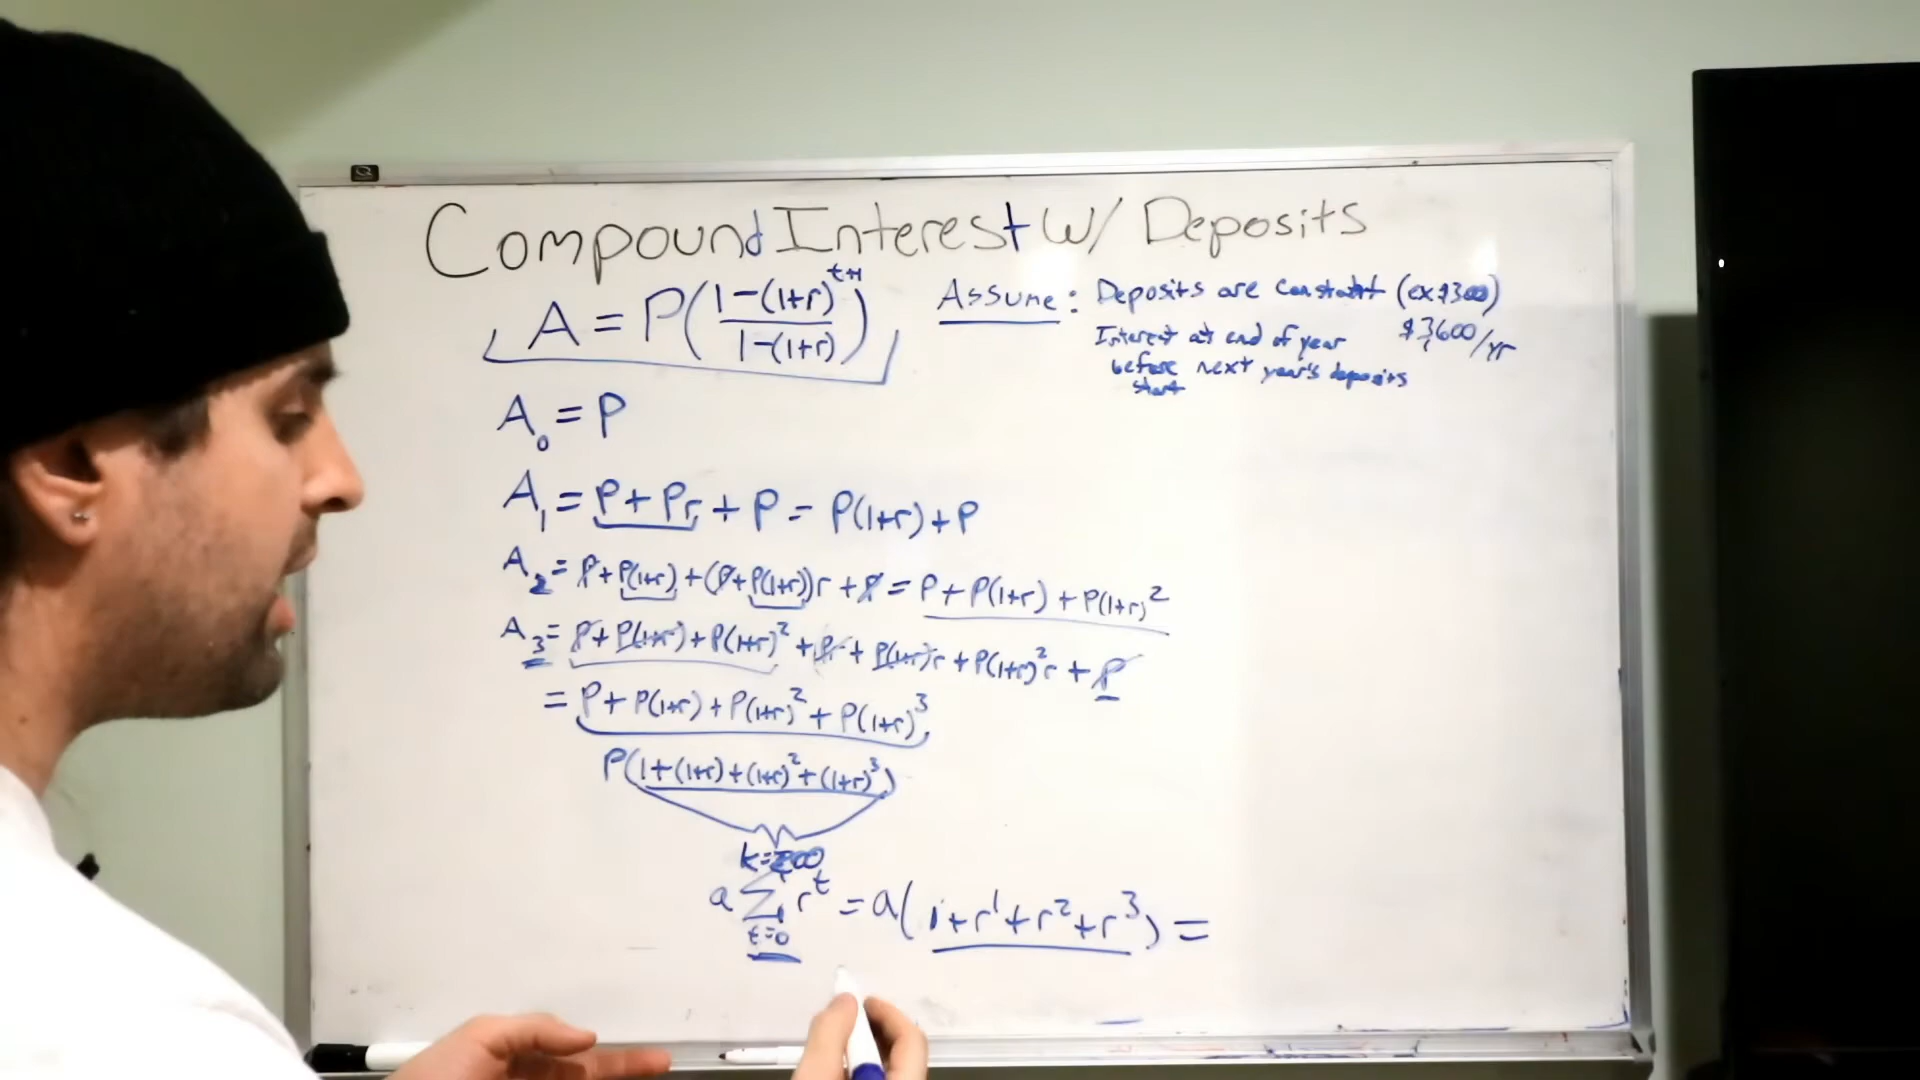 Compound Interest w/ Deposits
A = P((1-(1+r)^{t+1})/(1-(1+r)))
Assume: Deposits are constant (ex $300)
$3600/yr
Interest at end of year
before next year's deposits
start
A₀ = P
A₁ = P + Pr + P = P(1+r) + P
A₂ = P + P(1+r) + (P + P(1+r))r + P = P + P(1+r) + P(1+r)²
A₃ = P + P(1+r) + P(1+r)² + Pr + P(1+r)r + P(1+r)²r + P
= P + P(1+r) + P(1+r)² + P(1+r)³
P(1+(1+r)+(1+r)²+(1+r)³)
a Σ r^t = a(1+r¹+r²+r³) =
t=0